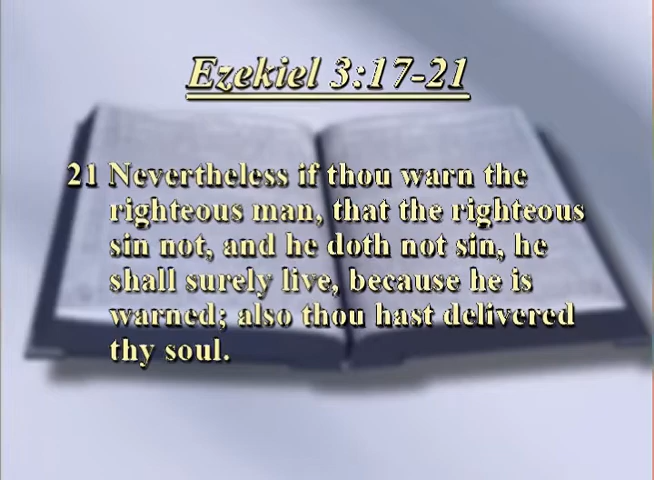 Ezekiel 3:17-21
21 Nevertheless if thou warn the
righteous man, that the righteous
sin not, and he doth not sin, he
shall surely live, because he is
warned; also thou hast delivered
thy soul.